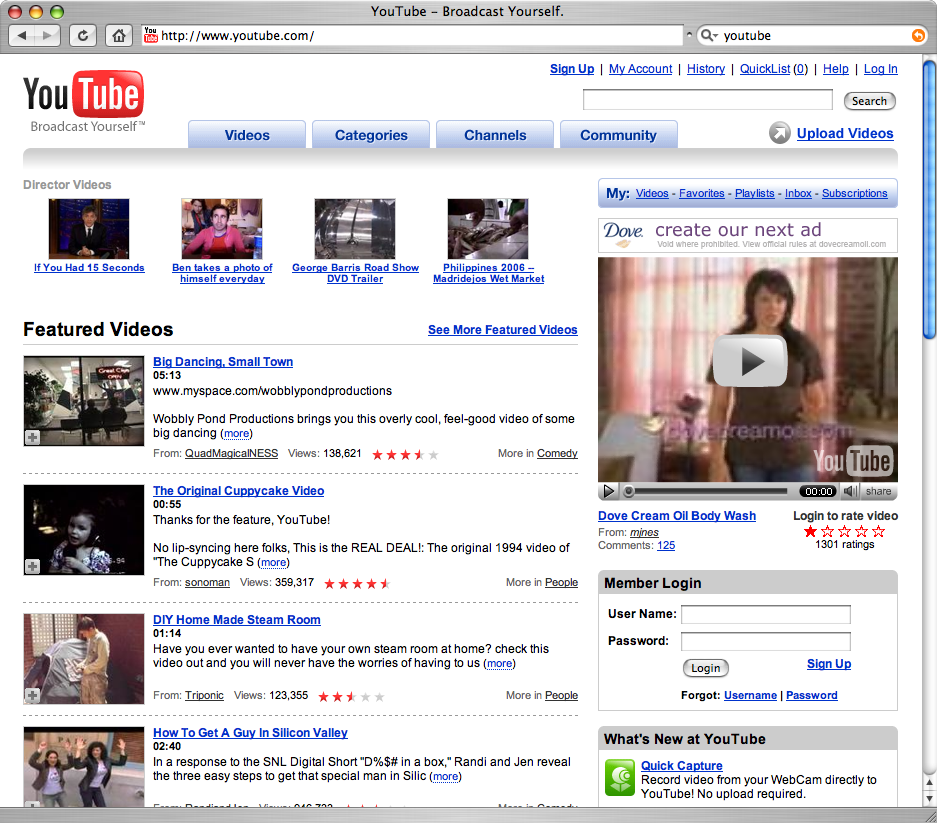 YouTube – Broadcast Yourself.
You Tube http://www.youtube.com/
youtube
You Tube
Broadcast Yourself™
Sign Up | My Account | History | QuickList (0) | Help | Log In
Search
Videos
Categories
Channels
Community
Upload Videos
Director Videos
If You Had 15 Seconds
Ben takes a photo of
himself everyday
George Barris Road Show
DVD Trailer
Philippines 2006 –
Madridejos Wet Market
Featured Videos
See More Featured Videos
Great Clips
OPEN
Big Dancing, Small Town
05:13
www.myspace.com/wobblypondproductions
Wobbly Pond Productions brings you this overly cool, feel-good video of some
big dancing (more)
From: QuadMagicalNESS Views: 138,621 More in Comedy
The Original Cuppycake Video
00:55
Thanks for the feature, YouTube!
No lip-syncing here folks, This is the REAL DEAL!: The original 1994 video of
"The Cuppycake S (more)
From: sonoman Views: 359,317 More in People
DIY Home Made Steam Room
01:14
Have you ever wanted to have your own steam room at home? check this
video out and you will never have the worries of having to us (more)
From: Triponic Views: 123,355 More in People
How To Get A Guy In Silicon Valley
02:40
In a response to the SNL Digital Short "D%$# in a box," Randi and Jen reveal
the three easy steps to get that special man in Silic (more)
My: Videos - Favorites - Playlists - Inbox - Subscriptions
Dove create our next ad
Void where prohibited. View official rules at dovecreamoil.com
dovecreamoil.com
You Tube
00:00 share
Dove Cream Oil Body Wash
From: mjnes
Comments: 125
Login to rate video
1301 ratings
Member Login
User Name:
Password:
Login
Sign Up
Forgot: Username | Password
What's New at YouTube
Quick Capture
Record video from your WebCam directly to
YouTube! No upload required.